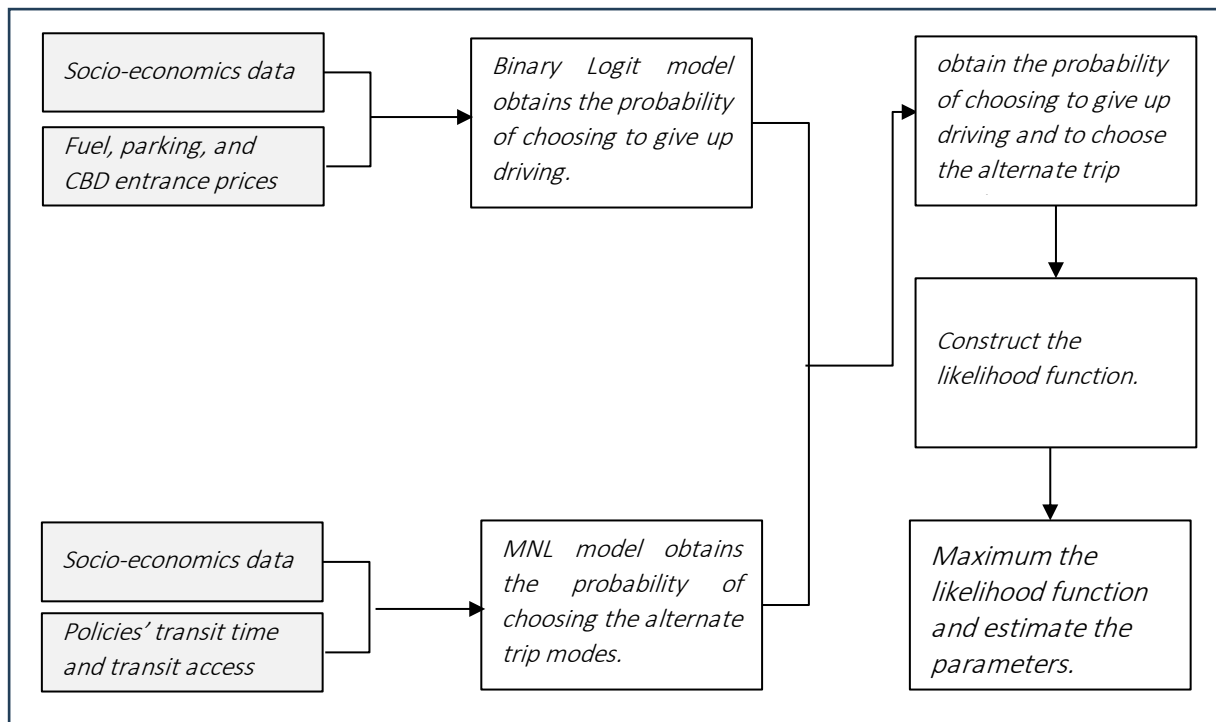 Socio-economics data
Fuel, parking, and
CBD entrance prices
Binary Logit model
obtains the probability
of choosing to give up
driving.
obtain the probability
of choosing to give up
driving and to choose
the alternate trip
Construct the
likelihood function.
Socio-economics data
Policies’ transit time
and transit access
MNL model obtains
the probability of
choosing the alternate
trip modes.
Maximum the
likelihood function
and estimate the
parameters.